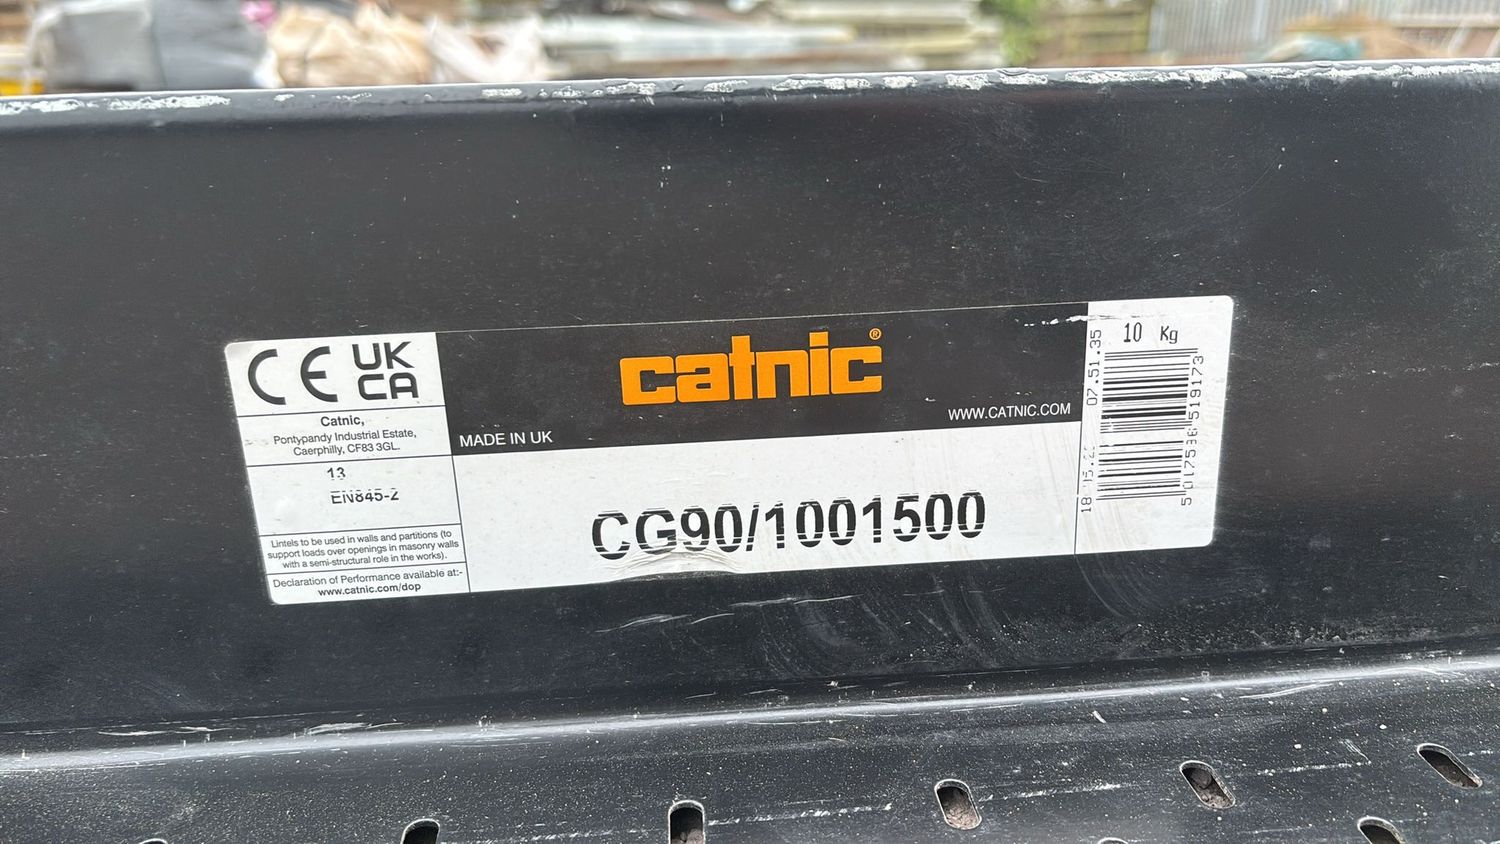 CE UK
CA
Catnic,
Pontypandy Industrial Estate,
Caerphilly, CF83 3GL.
13
EN845-2
Lintels to be used in walls and partitions (to
support loads over openings in masonry walls
with a semi-structural role in the works).
Declaration of Performance available at:-
www.catnic.com/dop
catnic®
MADE IN UK
WWW.CATNIC.COM
CG90/1001500
10 Kg
07.51.35
5 017536 519173